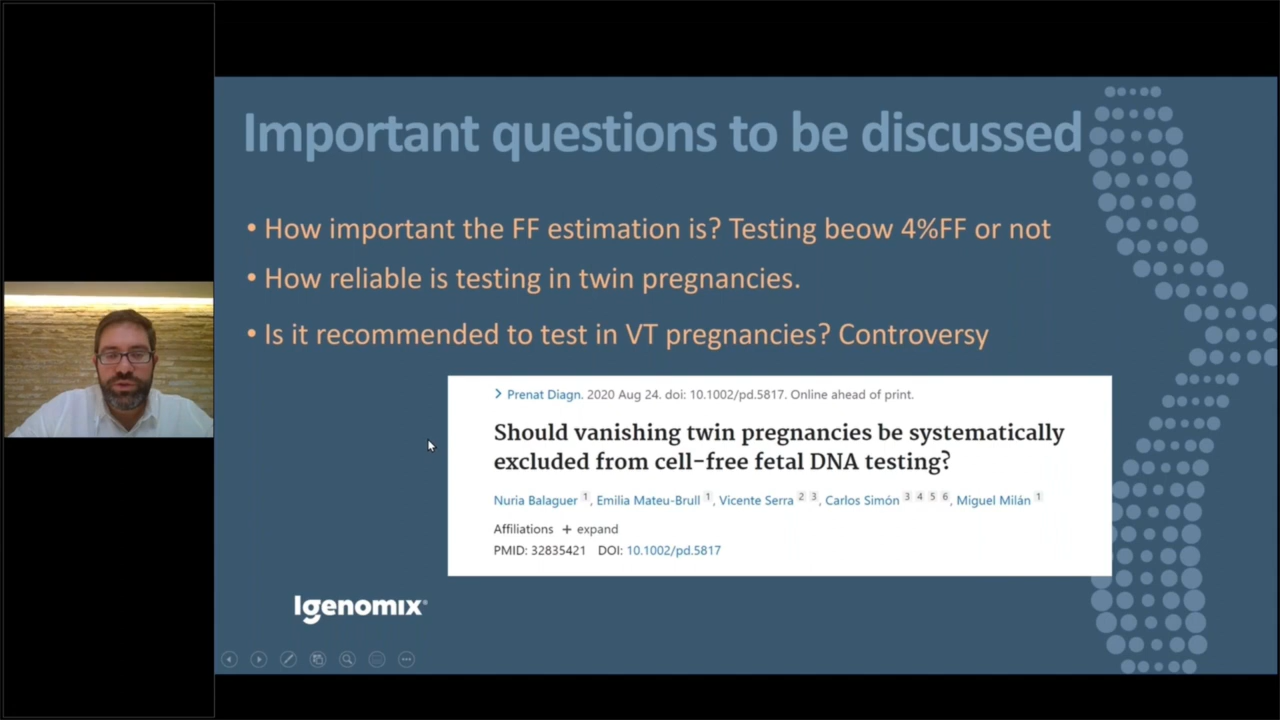 Important questions to be discussed
• How important the FF estimation is? Testing beow 4%FF or not
• How reliable is testing in twin pregnancies.
• Is it recommended to test in VT pregnancies? Controversy
> Prenat Diagn. 2020 Aug 24. doi: 10.1002/pd.5817. Online ahead of print.
Should vanishing twin pregnancies be systematically
excluded from cell-free fetal DNA testing?
Nuria Balaguer 1, Emilia Mateu-Brull 1, Vicente Serra 2 3, Carlos Simón 3 4 5 6, Miguel Milán 1
Affiliations + expand
PMID: 32835421 DOI: 10.1002/pd.5817
Igenomix®